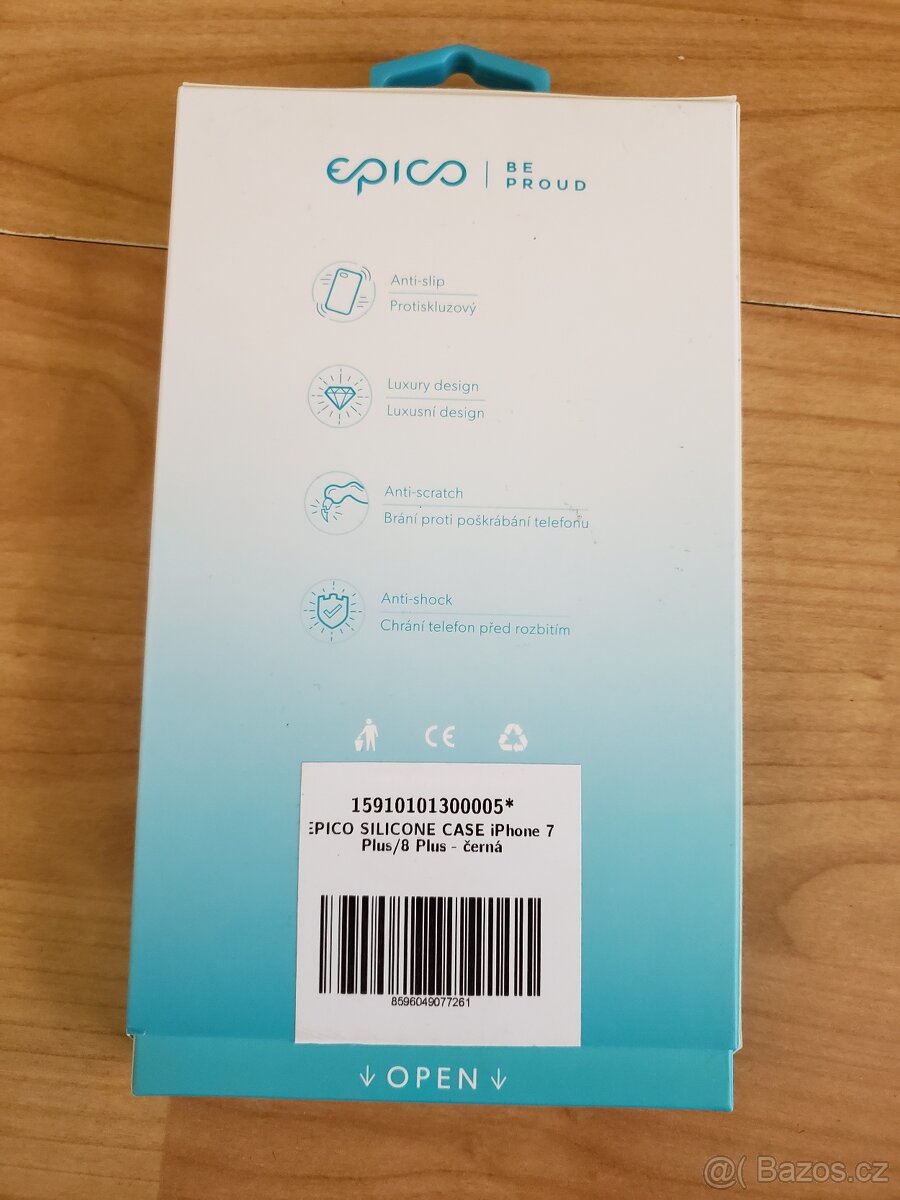 EPICO | BE PROUD
Anti-slip
Protiskluzový
Luxury design
Luxusní design
Anti-scratch
Brání proti poškrábání telefonu
Anti-shock
Chrání telefon před rozbitím
CE
15910101300005*
EPICO SILICONE CASE iPhone 7
Plus/8 Plus - černá
8596049077261
↓ OPEN ↓
@( Bazos.cz